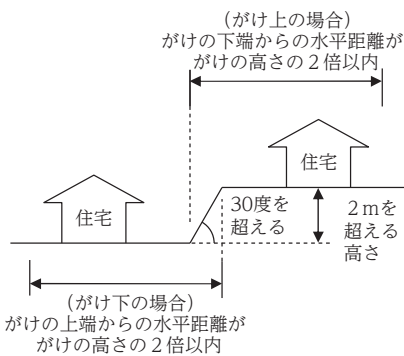 （がけ上の場合）
がけの下端からの水平距離が
がけの高さの２倍以内
住宅
住宅
30度を
超える
２ｍを
超える
高さ
（がけ下の場合）
がけの上端からの水平距離が
がけの高さの２倍以内